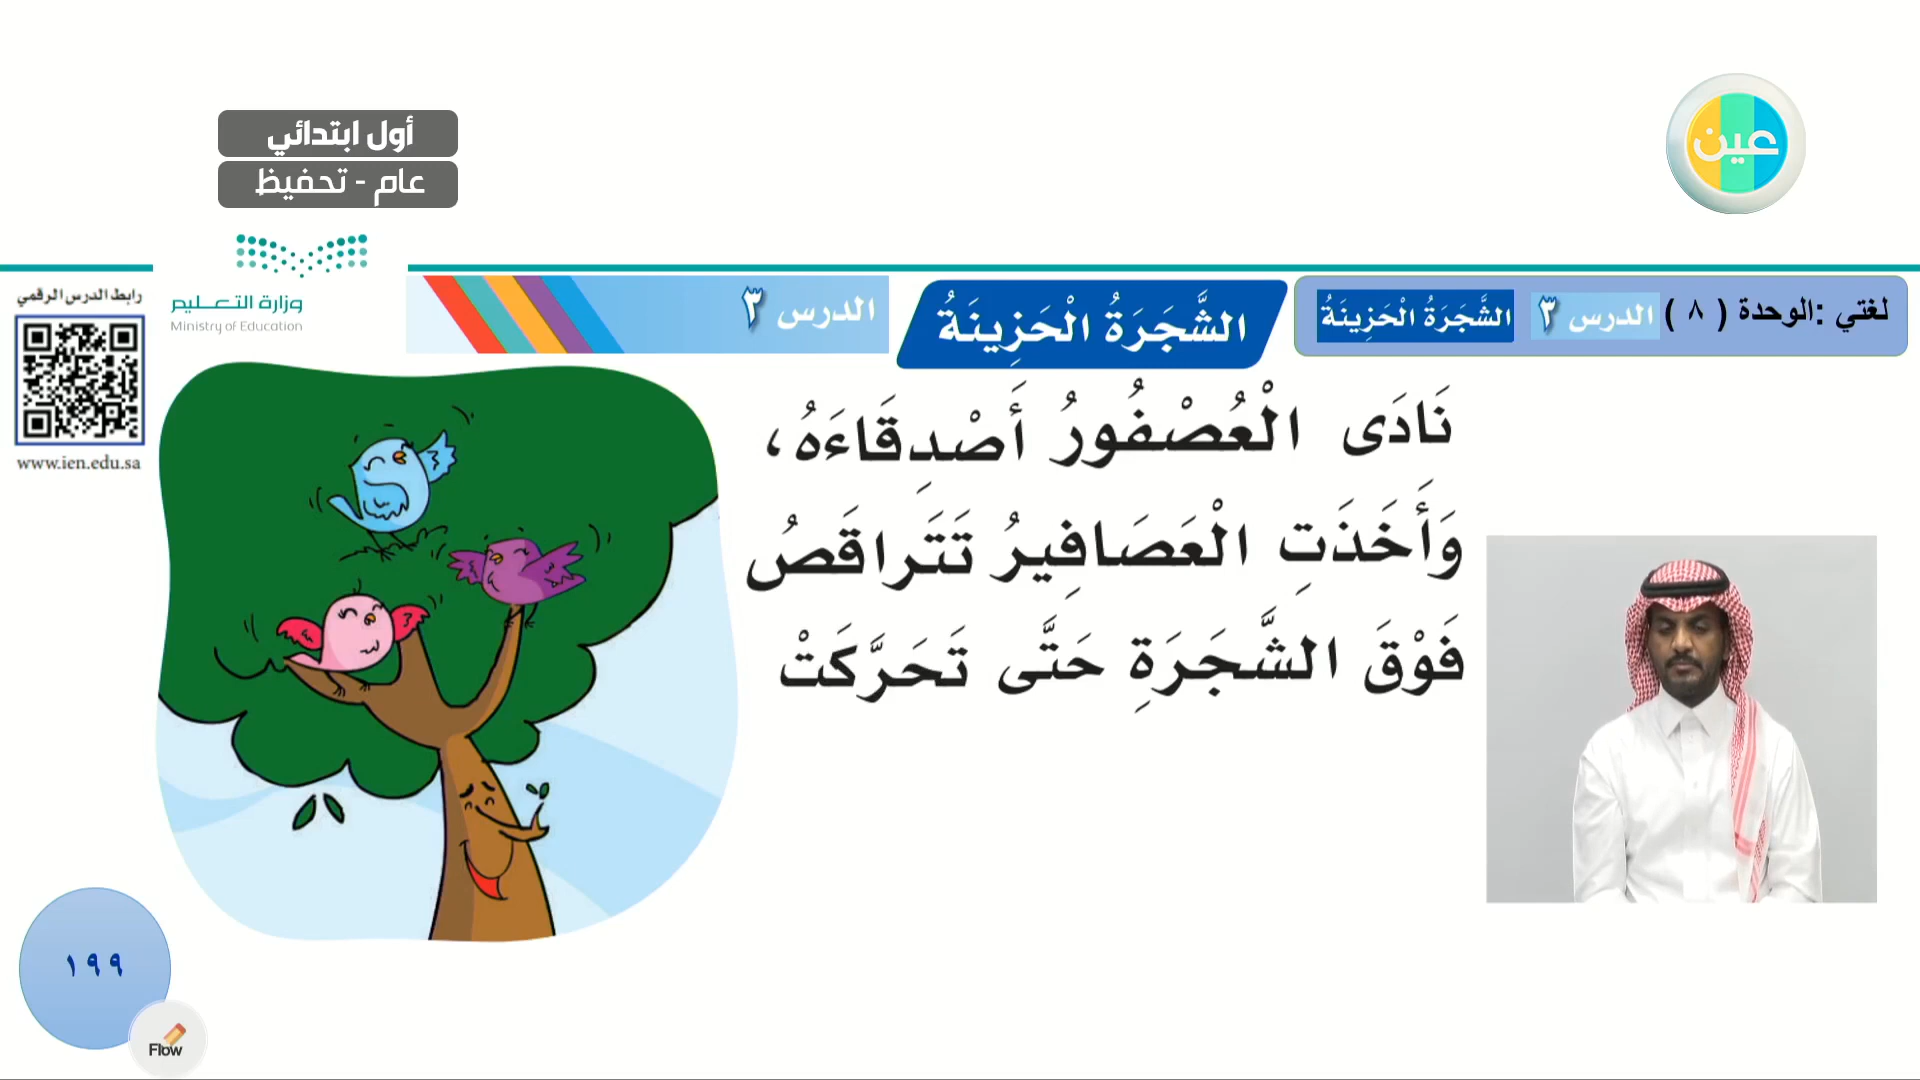 أول ابتدائي
عام - تحفيظ
عين
لغتي :الوحدة ( ٨ ) الدرس ٣ الشَّجَرَةُ الْحَزِينَةُ
الشَّجَرَةُ الْحَزِينَةُ
الدرس ٣
وزارة التعليم
Ministry of Education
رابط الدرس الرقمي
www.ien.edu.sa
نَادَى الْعُصْفُورُ أَصْدِقَاءَهُ،
وَأَخَذَتِ الْعَصَافِيرُ تَتَرَاقَصُ
فَوْقَ الشَّجَرَةِ حَتَّى تَحَرَّكَتْ
١٩٩
Flow